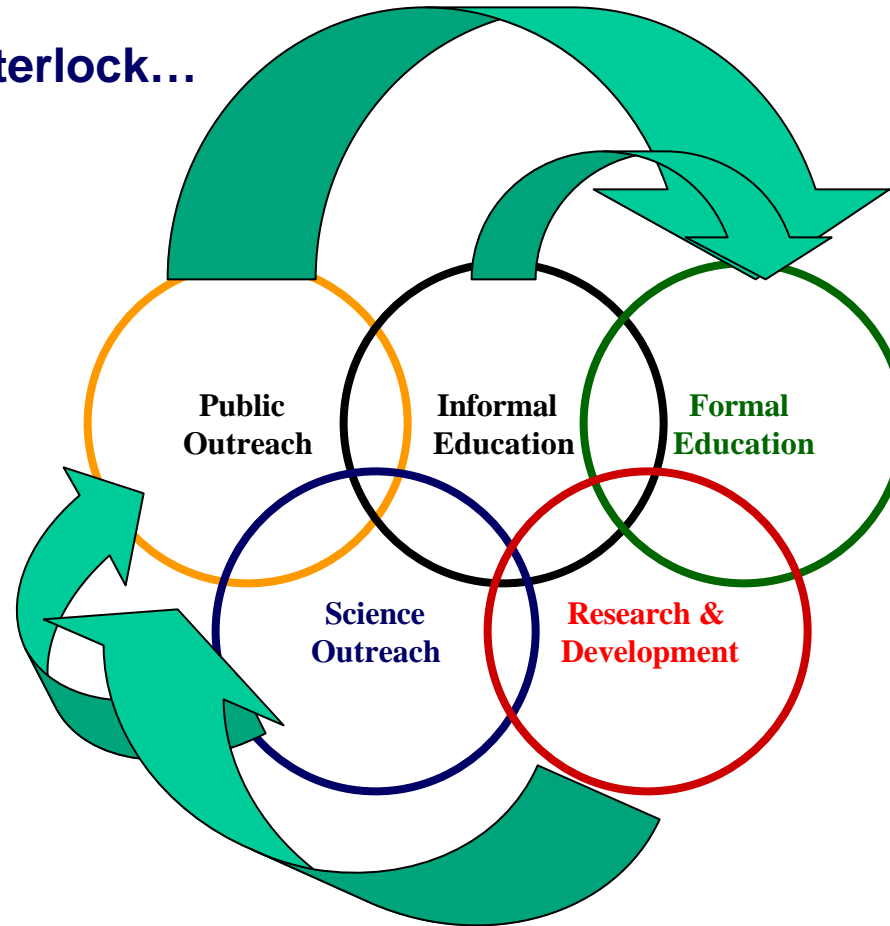 terlock…
Public
Outreach
Informal
Education
Formal
Education
Science
Outreach
Research &
Development